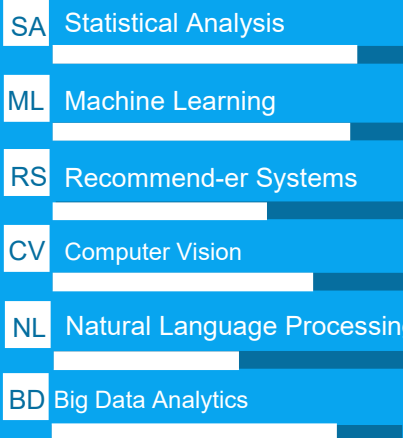 SA Statistical Analysis
ML Machine Learning
RS Recommend-er Systems
CV Computer Vision
NL Natural Language Processin
BD Big Data Analytics